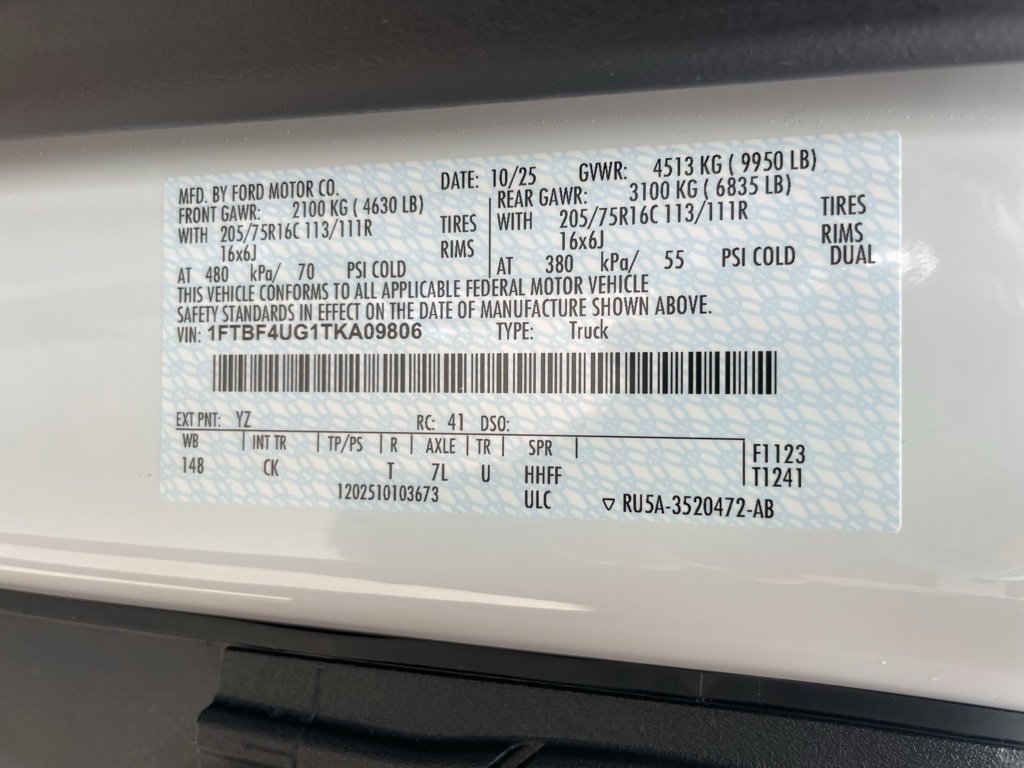 MFD. BY FORD MOTOR CO. DATE: 10/25 GVWR: 4513 KG ( 9950 LB)
FRONT GAWR: 2100 KG ( 4630 LB) REAR GAWR: 3100 KG ( 6835 LB)
WITH 205/75R16C 113/111R TIRES WITH 205/75R16C 113/111R TIRES
16x6J RIMS 16x6J RIMS
AT 480 kPa/ 70 PSI COLD AT 380 kPa/ 55 PSI COLD DUAL
THIS VEHICLE CONFORMS TO ALL APPLICABLE FEDERAL MOTOR VEHICLE
SAFETY STANDARDS IN EFFECT ON THE DATE OF MANUFACTURE SHOWN ABOVE.
VIN: 1FTBF4UG1TKA09806 TYPE: Truck
EXT PNT: YZ RC: 41 DSO:
WB INT TR TP/PS R AXLE TR SPR F1123
148 CK T 7L U HHFF T1241
1202510103673 ULC ▽ RU5A-3520472-AB